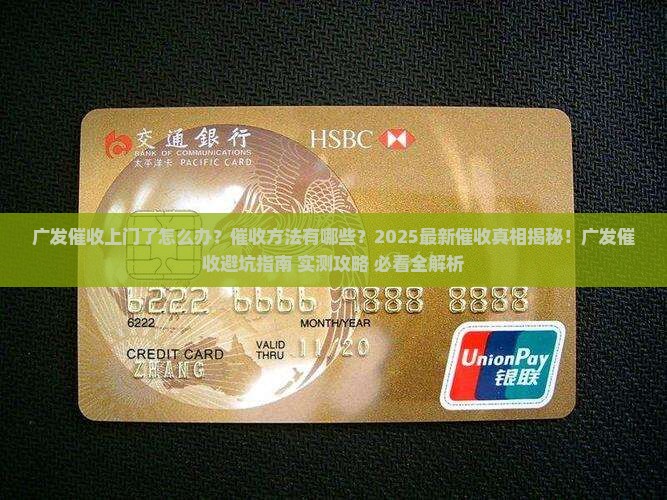 交通銀行
BANK OF COMMUNICATIONS
太平洋卡 PACIFIC CARD
HSBC
广发催收上门了怎么办？催收方法有哪些？2025最新催收真相揭秘！广发催
收避坑指南 实测攻略 必看全解析
6222 6666 8888 8888
6222
MONTH/YEAR
CREDIT CARD
VALID
THRU
11/20
ZHANG
UnionPay
银联